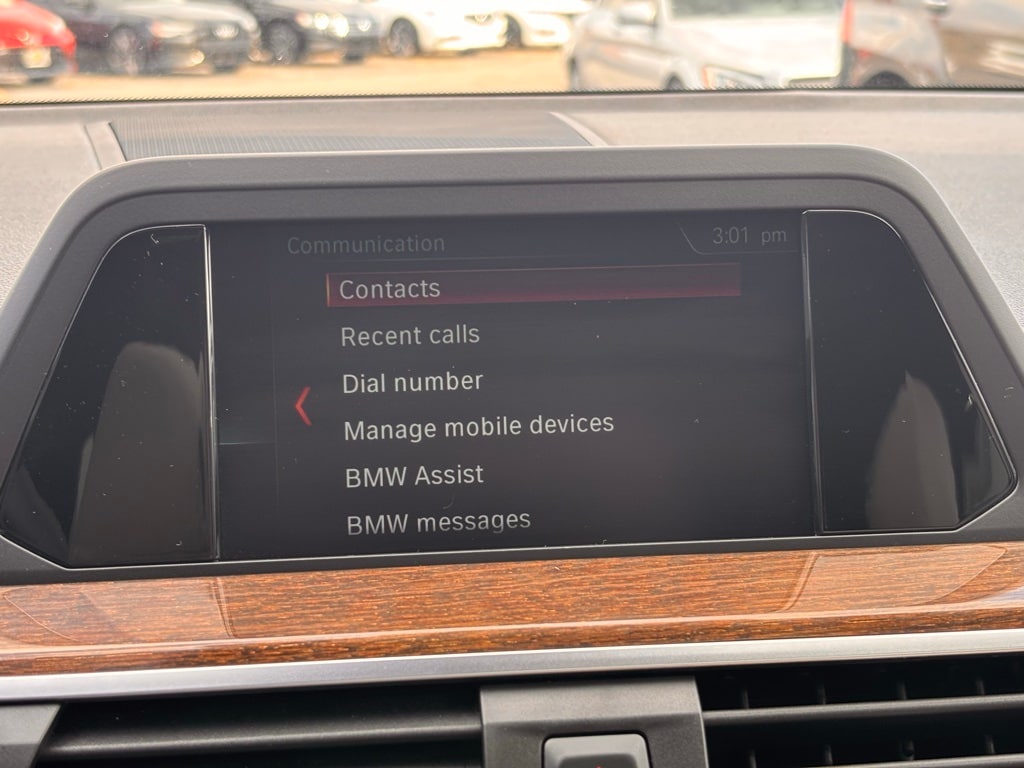 Communication
3:01 pm
Contacts
Recent calls
Dial number
Manage mobile devices
BMW Assist
BMW messages